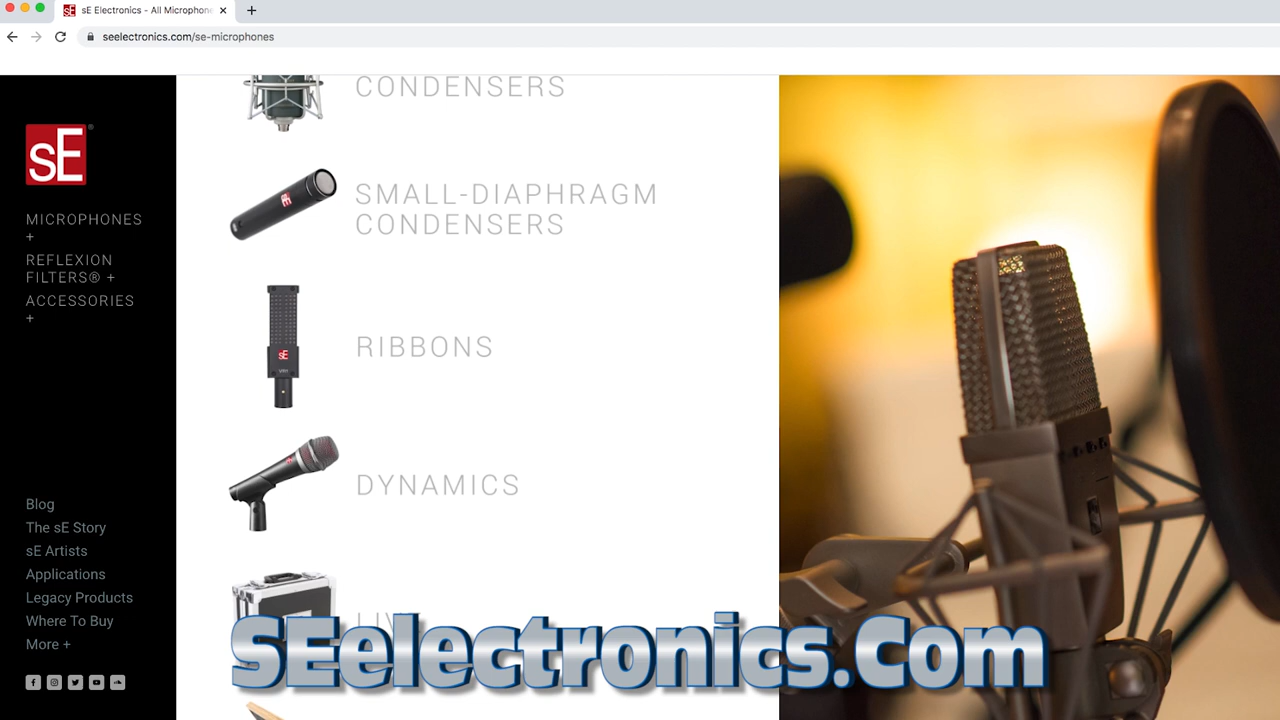 sE Electronics - All Microphon
seelectronics.com/se-microphones
sE
MICROPHONES
+
REFLEXION
FILTERS® +
ACCESSORIES
+
Blog
The sE Story
sE Artists
Applications
Legacy Products
Where To Buy
More +
CONDENSERS
SMALL-DIAPHRAGM
CONDENSERS
RIBBONS
DYNAMICS
SEelectronics.Com